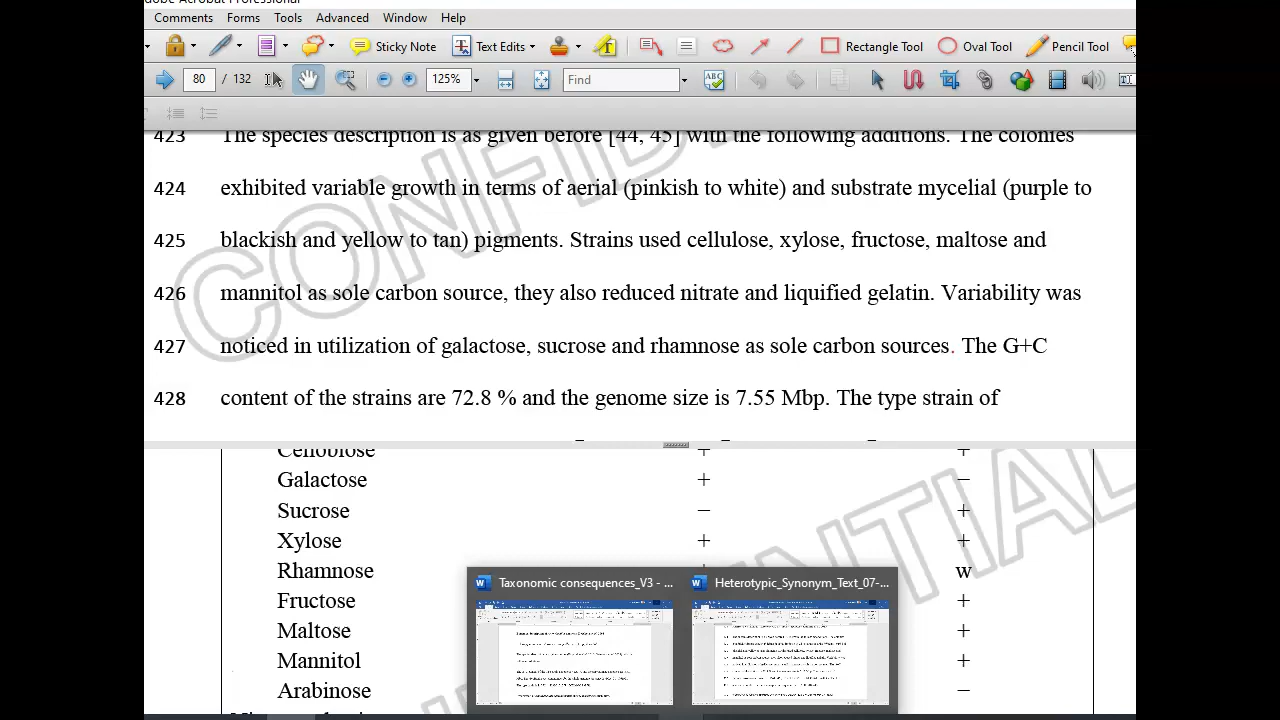 dobe Acrobat Professional
Comments Forms Tools Advanced Window Help
Sticky Note Text Edits Rectangle Tool Oval Tool Pencil Tool
80 / 132 125% Find
423 The species description is as given before [44, 45] with the following additions. The colonies
424 exhibited variable growth in terms of aerial (pinkish to white) and substrate mycelial (purple to
425 blackish and yellow to tan) pigments. Strains used cellulose, xylose, fructose, maltose and
426 mannitol as sole carbon source, they also reduced nitrate and liquified gelatin. Variability was
427 noticed in utilization of galactose, sucrose and rhamnose as sole carbon sources. The G+C
428 content of the strains are 72.8 % and the genome size is 7.55 Mbp. The type strain of
Cellobiose + +
Galactose + −
Sucrose − +
Xylose + +
Rhamnose w
Fructose +
Maltose +
Mannitol +
Arabinose −
Taxonomic consequences_V3 - ... Heterotypic_Synonym_Text_07-...
CONFID
NTIAL